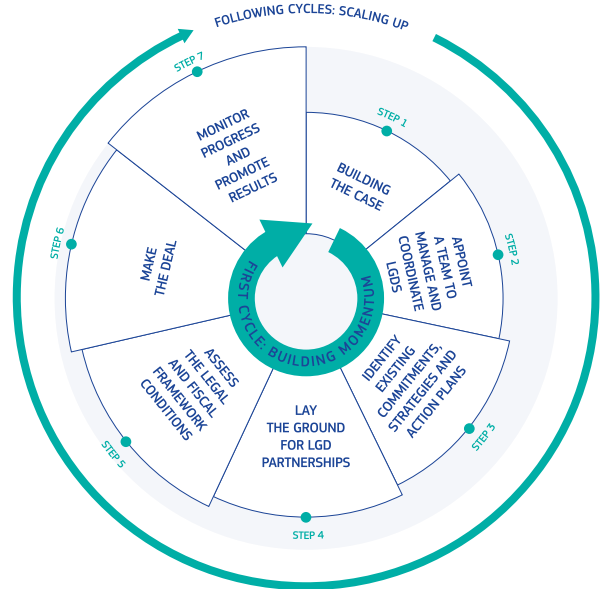 FOLLOWING CYCLES: SCALING UP
STEP 1
BUILDING
THE CASE
STEP 2
APPOINT
A TEAM TO
MANAGE AND
COORDINATE
LGDS
STEP 3
IDENTIFY
EXISTING
COMMITMENTS,
STRATEGIES AND
ACTION PLANS
STEP 4
LAY
THE GROUND
FOR LGD
PARTNERSHIPS
STEP 5
ASSESS
THE LEGAL
AND FISCAL
FRAMEWORK
CONDITIONS
STEP 6
MAKE
THE DEAL
STEP 7
MONITOR
PROGRESS
AND
PROMOTE
RESULTS
FIRST CYCLE: BUILDING MOMENTUM